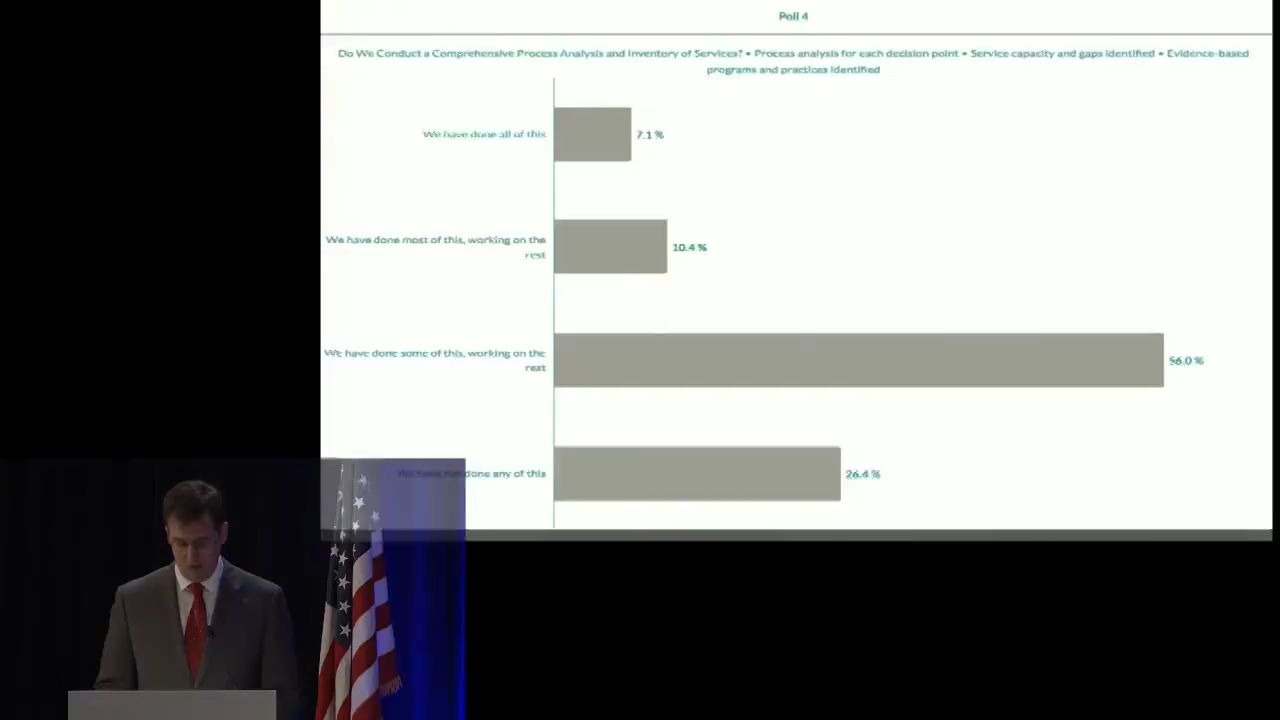 Poll 4
Do We Conduct a Comprehensive Process Analysis and Inventory of Services? • Process analysis for each decision point • Service capacity and gaps identified • Evidence-based
programs and practices identified
We have done all of this
7.1 %
We have done most of this, working on the
rest
10.4 %
We have done some of this, working on the
rest
56.0 %
We have not done any of this
26.4 %